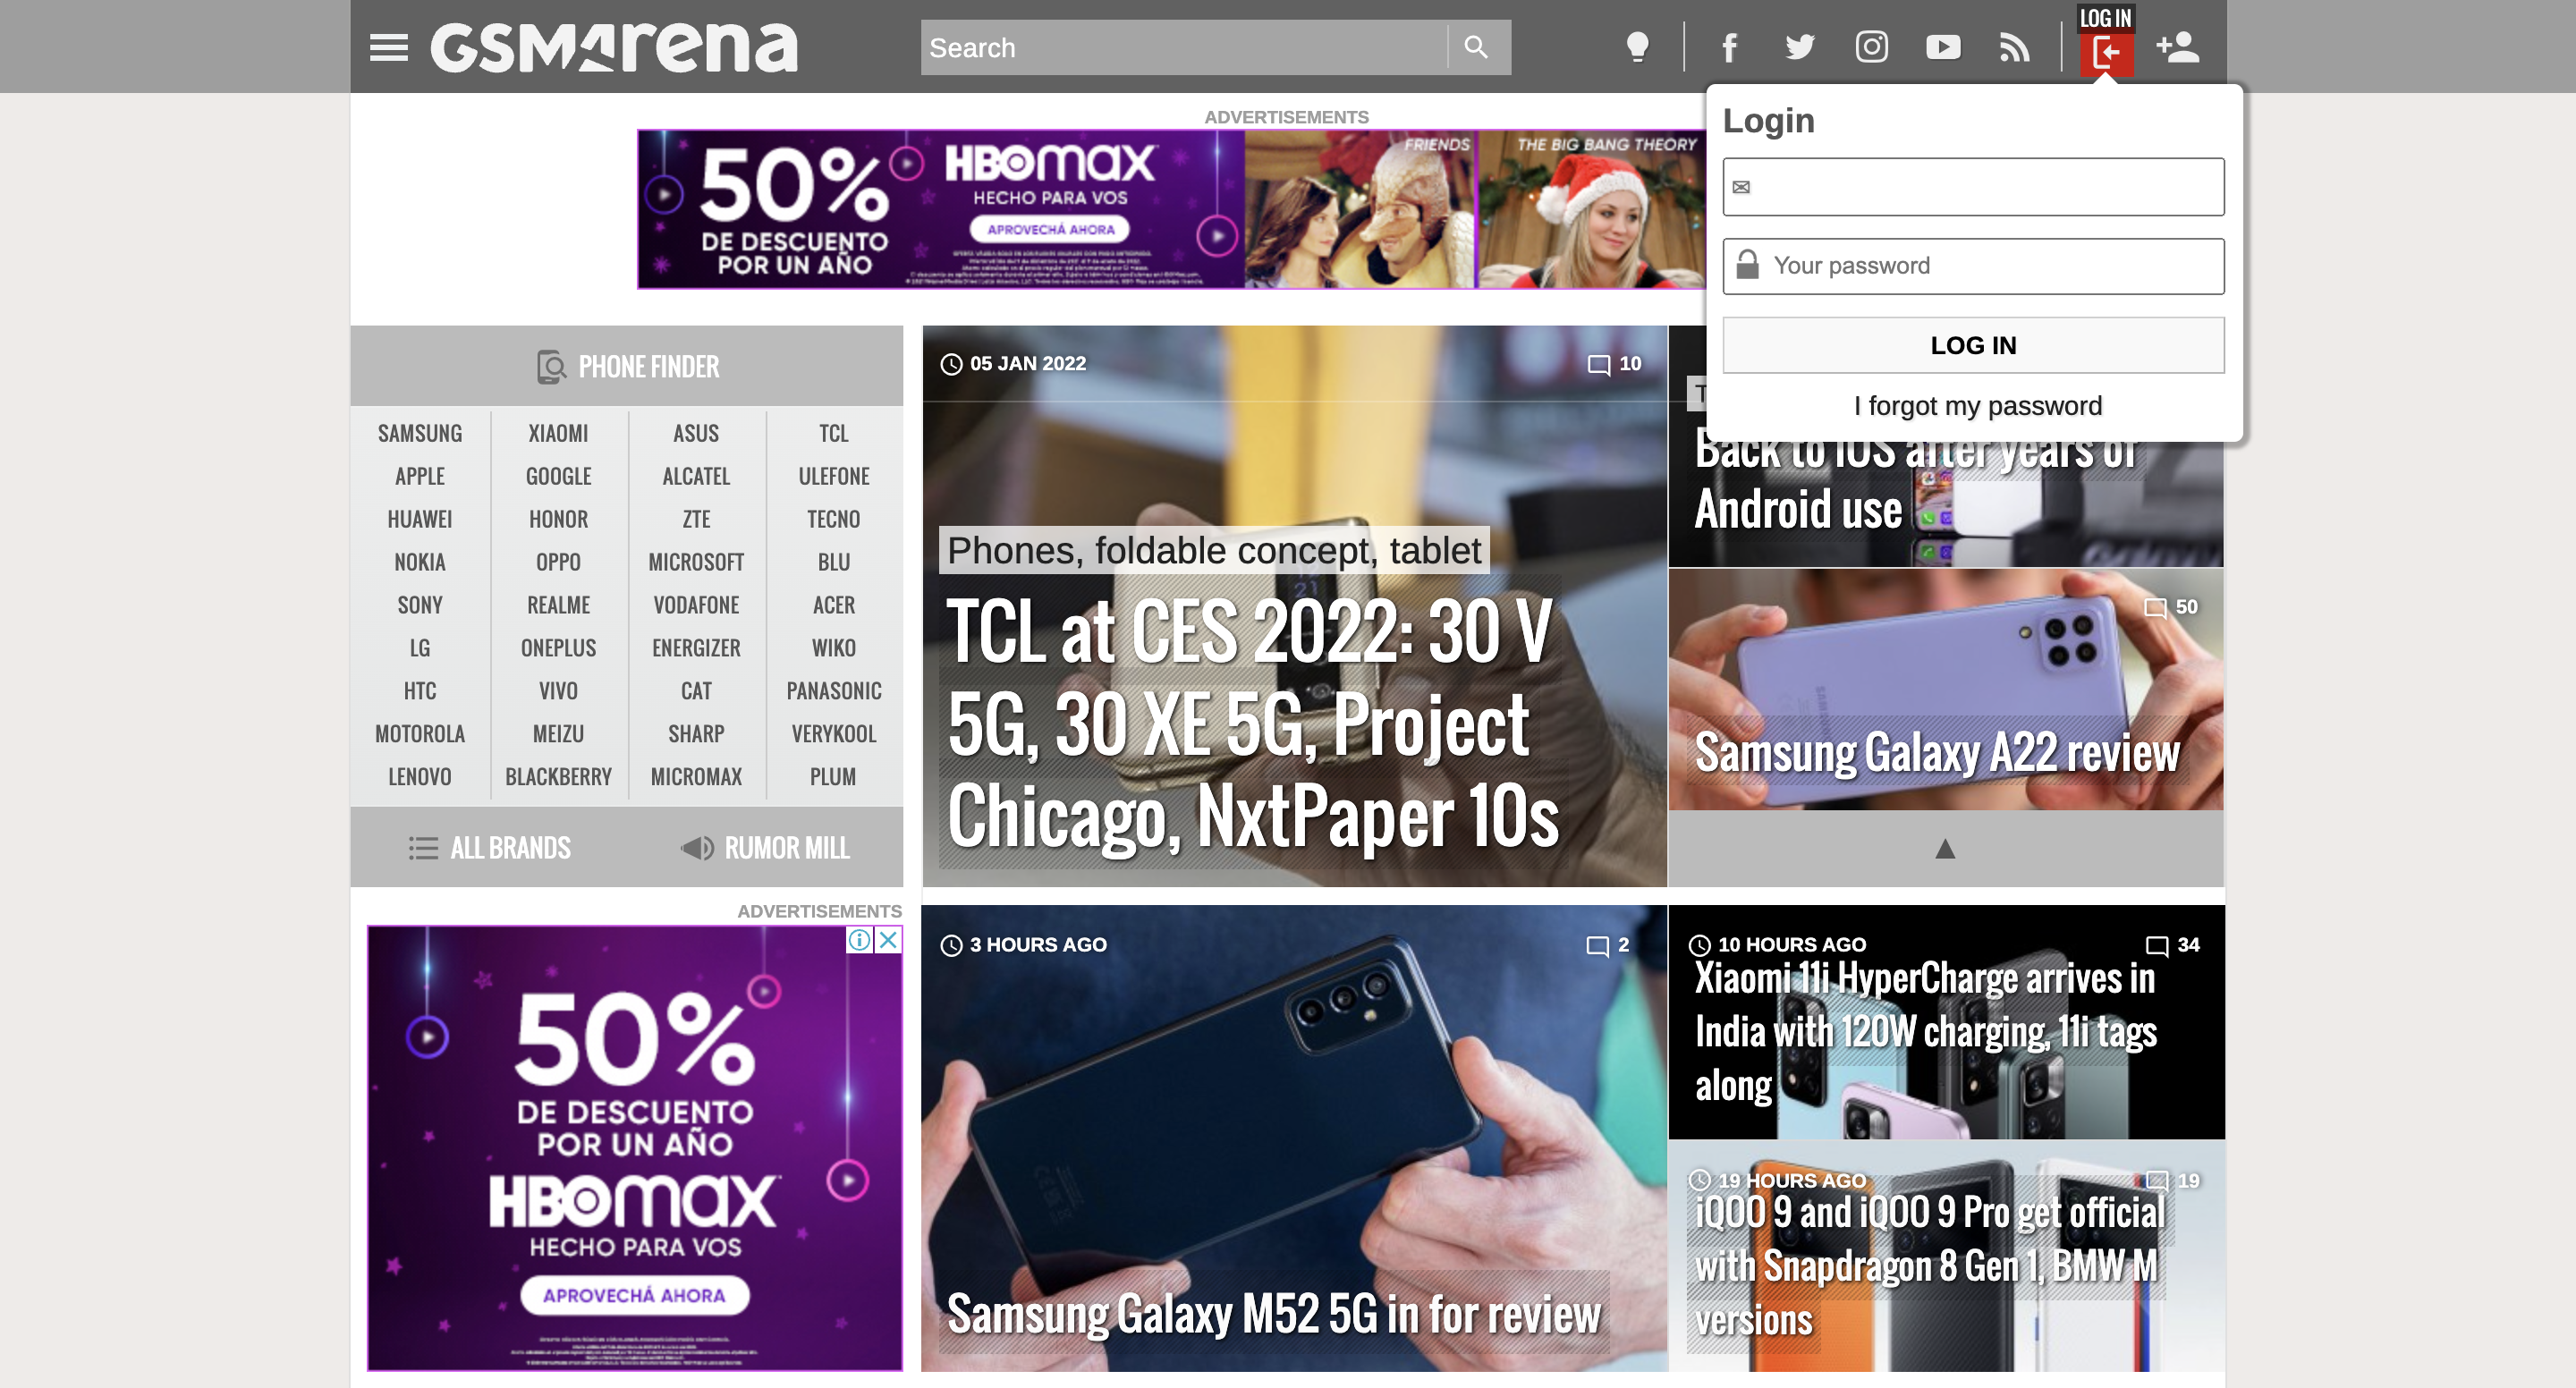 GSMArena
Search
LOG IN
Login
Your password
LOG IN
I forgot my password
ADVERTISEMENTS
50%
DE DESCUENTO
POR UN AÑO
HBOmax
HECHO PARA VOS
APROVECHÁ AHORA
FRIENDS
THE BIG BANG THEORY
PHONE FINDER
SAMSUNG XIAOMI ASUS TCL
APPLE GOOGLE ALCATEL ULEFONE
HUAWEI HONOR ZTE TECNO
NOKIA OPPO MICROSOFT BLU
SONY REALME VODAFONE ACER
LG ONEPLUS ENERGIZER WIKO
HTC VIVO CAT PANASONIC
MOTOROLA MEIZU SHARP VERYKOOL
LENOVO BLACKBERRY MICROMAX PLUM
ALL BRANDS RUMOR MILL
05 JAN 2022 10
Phones, foldable concept, tablet
TCL at CES 2022: 30 V
5G, 30 XE 5G, Project
Chicago, NxtPaper 10s
Back to iOS after years of
Android use
50
Samsung Galaxy A22 review
ADVERTISEMENTS
50%
DE DESCUENTO
POR UN AÑO
HBOmax
HECHO PARA VOS
APROVECHÁ AHORA
3 HOURS AGO 2
Samsung Galaxy M52 5G in for review
10 HOURS AGO 34
Xiaomi 11i HyperCharge arrives in
India with 120W charging, 11i tags
along
19 HOURS AGO 19
iQOO 9 and iQOO 9 Pro get official
with Snapdragon 8 Gen 1, BMW M
versions